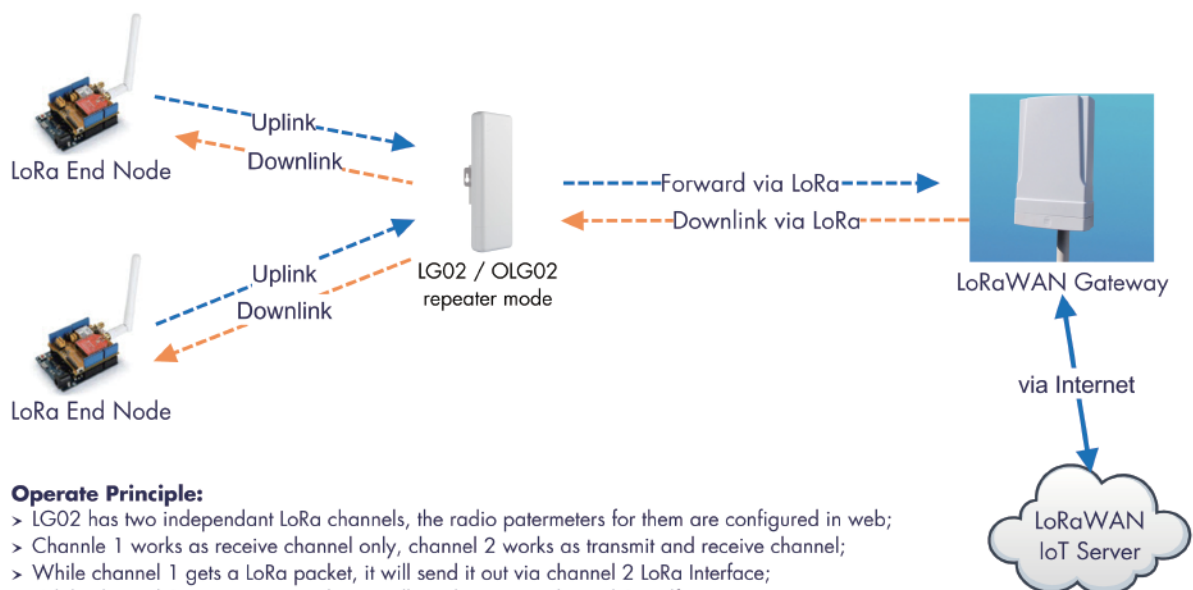 Uplink
Downlink
LoRa End Node
Forward via LoRa
Downlink via LoRa
LG02 / OLG02
repeater mode
LoRaWAN Gateway
Uplink
Downlink
LoRa End Node
via Internet
Operate Principle:
> LG02 has two independant LoRa channels, the radio patermeters for them are configured in web;
> Channle 1 works as receive channel only, channel 2 works as transmit and receive channel;
> While channel 1 gets a LoRa packet, it will send it out via channel 2 LoRa Interface;
LoRaWAN
IoT Server